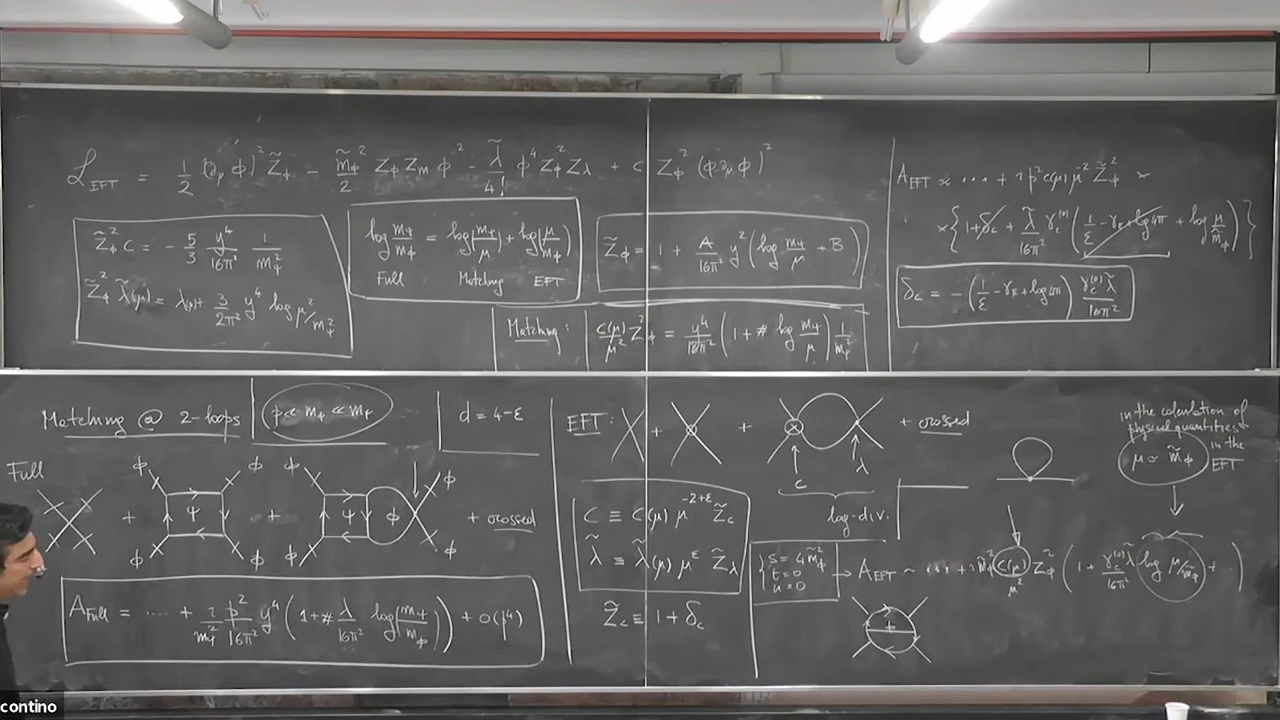 L_EFT = 1/2 (∂_μ φ)² Z̃_φ - m̃_φ²/2 Z_φ Z_m φ² - λ̃/4! φ⁴ Z_φ² Z_λ + c Z_φ² (φ ∂_μ φ)²
Z̃_φ² c = - 5/3 y⁴/16π² 1/m_ψ²
Z̃_φ² λ̃(μ) = λ(μ) + 3/2π² y⁴ log μ²/m_ψ²
log m_ψ/m_φ = log(m_ψ/μ) + log(μ/m_φ)
Full Matching EFT
Z̃_φ = 1 + A/16π² y² (log m_ψ/μ + B)
Matching: c(μ)/μ² Z̃_φ² = y⁴/16π² (1 + # log m_ψ/μ) 1/m_ψ²
A_EFT ∝ ... + i p² c(μ) μ⁻² Z̃_φ² ×
× {1 + δ_c + λ̃/16π² γ_c^(0) (1/ε - γ_E + log 4π + log μ/m̃_φ)}
δ_c = - (1/ε - γ_E + log 4π) γ_c^(0) λ̃/16π²
Matching @ 2-loops
p ≪ m_φ ≪ m_ψ
d = 4-ε
Full
φ φ φ φ
+ ψ + ψ φ + crossed
φ φ φ φ
A_Full = ... + i/m_ψ² p²/16π² y⁴ (1 + # λ/16π² log(m_ψ/m_φ)) + O(p⁴)
EFT: + + + crossed
c λ
log-div.
c ≡ c(μ) μ^(-2+ε) Z̃_c
λ̃ ≡ λ̃(μ) μ^ε Z̃_λ
Z̃_c ≡ 1 + δ_c
in the calculation of
physical quantities
in the
EFT
μ ≃ m̃_φ
s = 4m̃_φ²
t = 0
u = 0
→ A_EFT ~ ... + i m̃_φ² c(μ)/μ² Z̃_φ² (1 + γ_c^(0) λ̃/16π² log μ/m̃_φ + ...)
contino